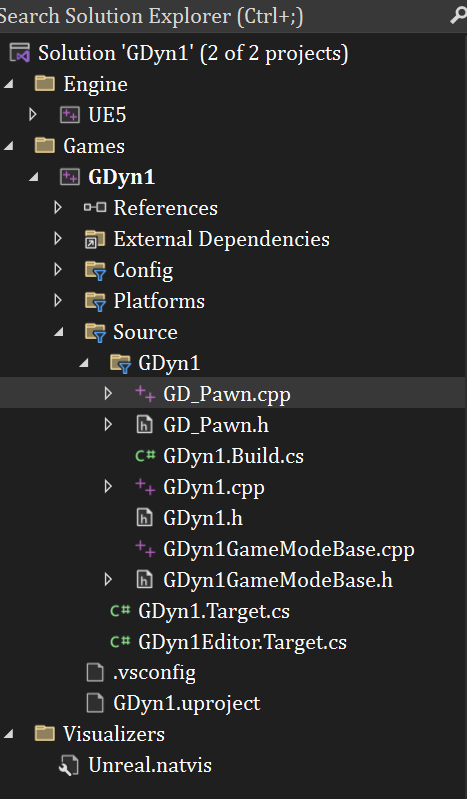 Search Solution Explorer (Ctrl+;)
Solution 'GDyn1' (2 of 2 projects)
Engine
UE5
Games
GDyn1
References
External Dependencies
Config
Platforms
Source
GDyn1
GD_Pawn.cpp
GD_Pawn.h
C# GDyn1.Build.cs
GDyn1.cpp
GDyn1.h
GDyn1GameModeBase.cpp
GDyn1GameModeBase.h
C# GDyn1.Target.cs
C# GDyn1Editor.Target.cs
.vsconfig
GDyn1.uproject
Visualizers
Unreal.natvis